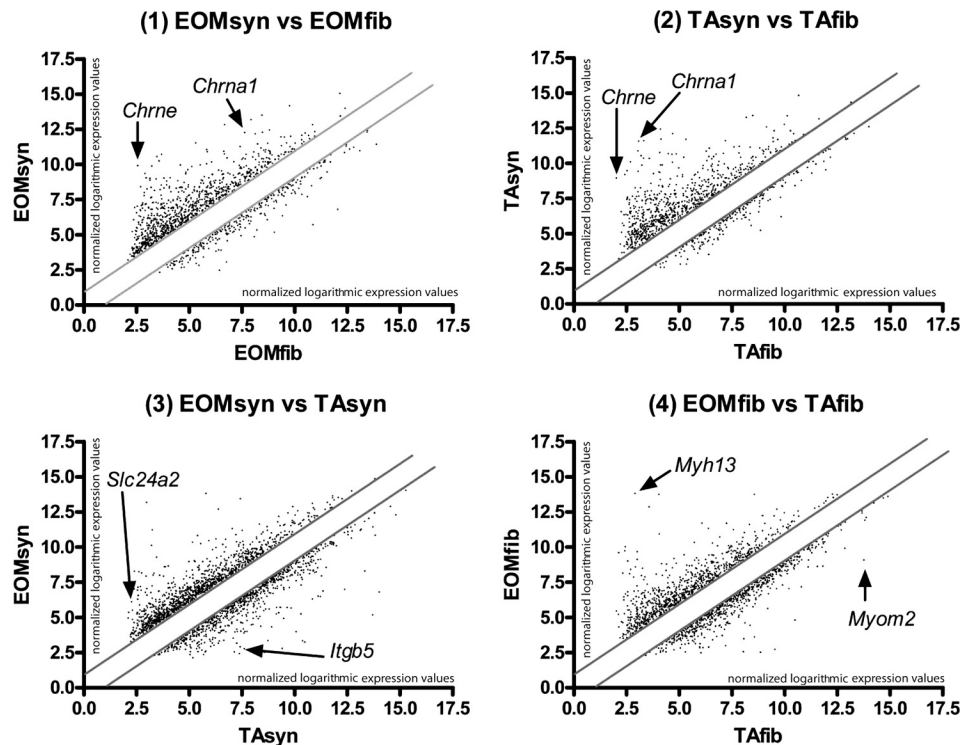 (1) EOMsyn vs EOMfib
17.5
15.0
12.5
10.0
7.5
5.0
2.5
0.0
EOMsyn
normalized logarithmic expression values
Chrne
Chrna1
normalized logarithmic expression values
0.0 2.5 5.0 7.5 10.0 12.5 15.0 17.5
EOMfib
(2) TAsyn vs TAfib
17.5
15.0
12.5
10.0
7.5
5.0
2.5
0.0
TAsyn
normalized logarithmic expression values
Chrne
Chrna1
normalized logarithmic expression values
0.0 2.5 5.0 7.5 10.0 12.5 15.0 17.5
TAfib
(3) EOMsyn vs TAsyn
17.5
15.0
12.5
10.0
7.5
5.0
2.5
0.0
EOMsyn
normalized logarithmic expression values
Slc24a2
Itgb5
normalized logarithmic expression values
0.0 2.5 5.0 7.5 10.0 12.5 15.0 17.5
TAsyn
(4) EOMfib vs TAfib
17.5
15.0
12.5
10.0
7.5
5.0
2.5
0.0
EOMfib
normalized logarithmic expression values
Myh13
Myom2
normalized logarithmic expression values
0.0 2.5 5.0 7.5 10.0 12.5 15.0 17.5
TAfib